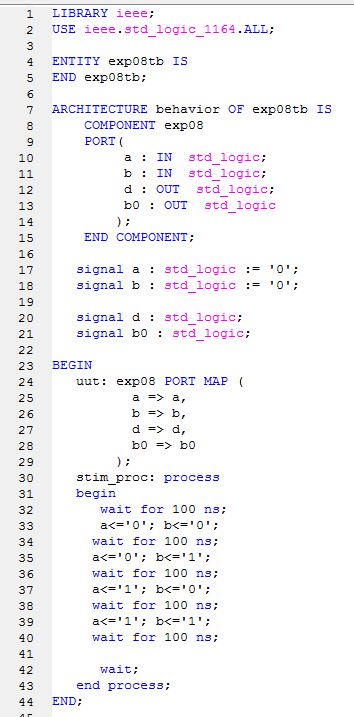 1 LIBRARY ieee;
2 USE ieee.std_logic_1164.ALL;
3
4 ENTITY exp08tb IS
5 END exp08tb;
6
7 ARCHITECTURE behavior OF exp08tb IS
8     COMPONENT exp08
9     PORT(
10          a : IN  std_logic;
11          b : IN  std_logic;
12          d : OUT  std_logic;
13          b0 : OUT  std_logic
14         );
15     END COMPONENT;
16
17    signal a : std_logic := '0';
18    signal b : std_logic := '0';
19
20    signal d : std_logic;
21    signal b0 : std_logic;
22
23 BEGIN
24    uut: exp08 PORT MAP (
25           a => a,
26           b => b,
27           d => d,
28           b0 => b0
29         );
30    stim_proc: process
31    begin
32       wait for 100 ns;
33       a<='0'; b<='0';
34      wait for 100 ns;
35      a<='0'; b<='1';
36      wait for 100 ns;
37      a<='1'; b<='0';
38      wait for 100 ns;
39      a<='1'; b<='1';
40      wait for 100 ns;
41
42       wait;
43    end process;
44 END;